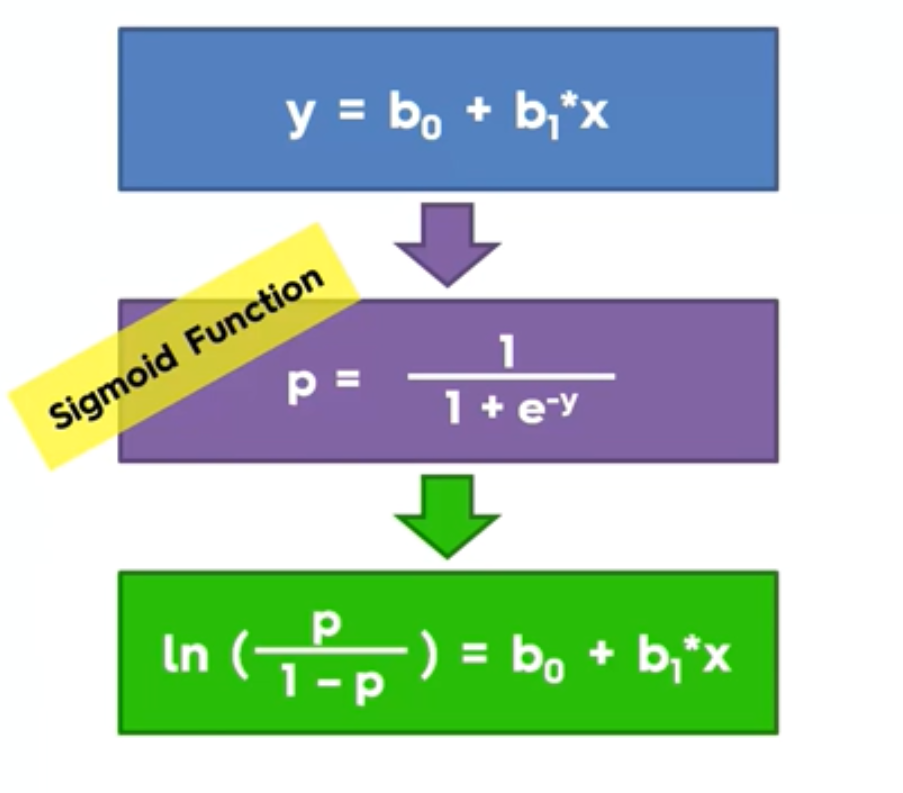 y = b₀ + b₁*x
Sigmoid Function
p = 1 / 1 + e⁻ʸ
ln ( p / 1 - p ) = b₀ + b₁*x